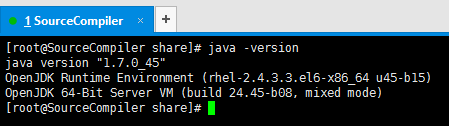 1 SourceCompiler × +
[root@SourceCompiler share]# java -version
java version "1.7.0_45"
OpenJDK Runtime Environment (rhel-2.4.3.3.el6-x86_64 u45-b15)
OpenJDK 64-Bit Server VM (build 24.45-b08, mixed mode)
[root@SourceCompiler share]#